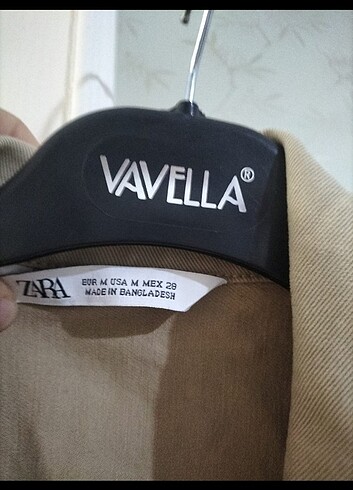 VAVELLA®
ZARA
EUR M USA M MEX 28
MADE IN BANGLADESH